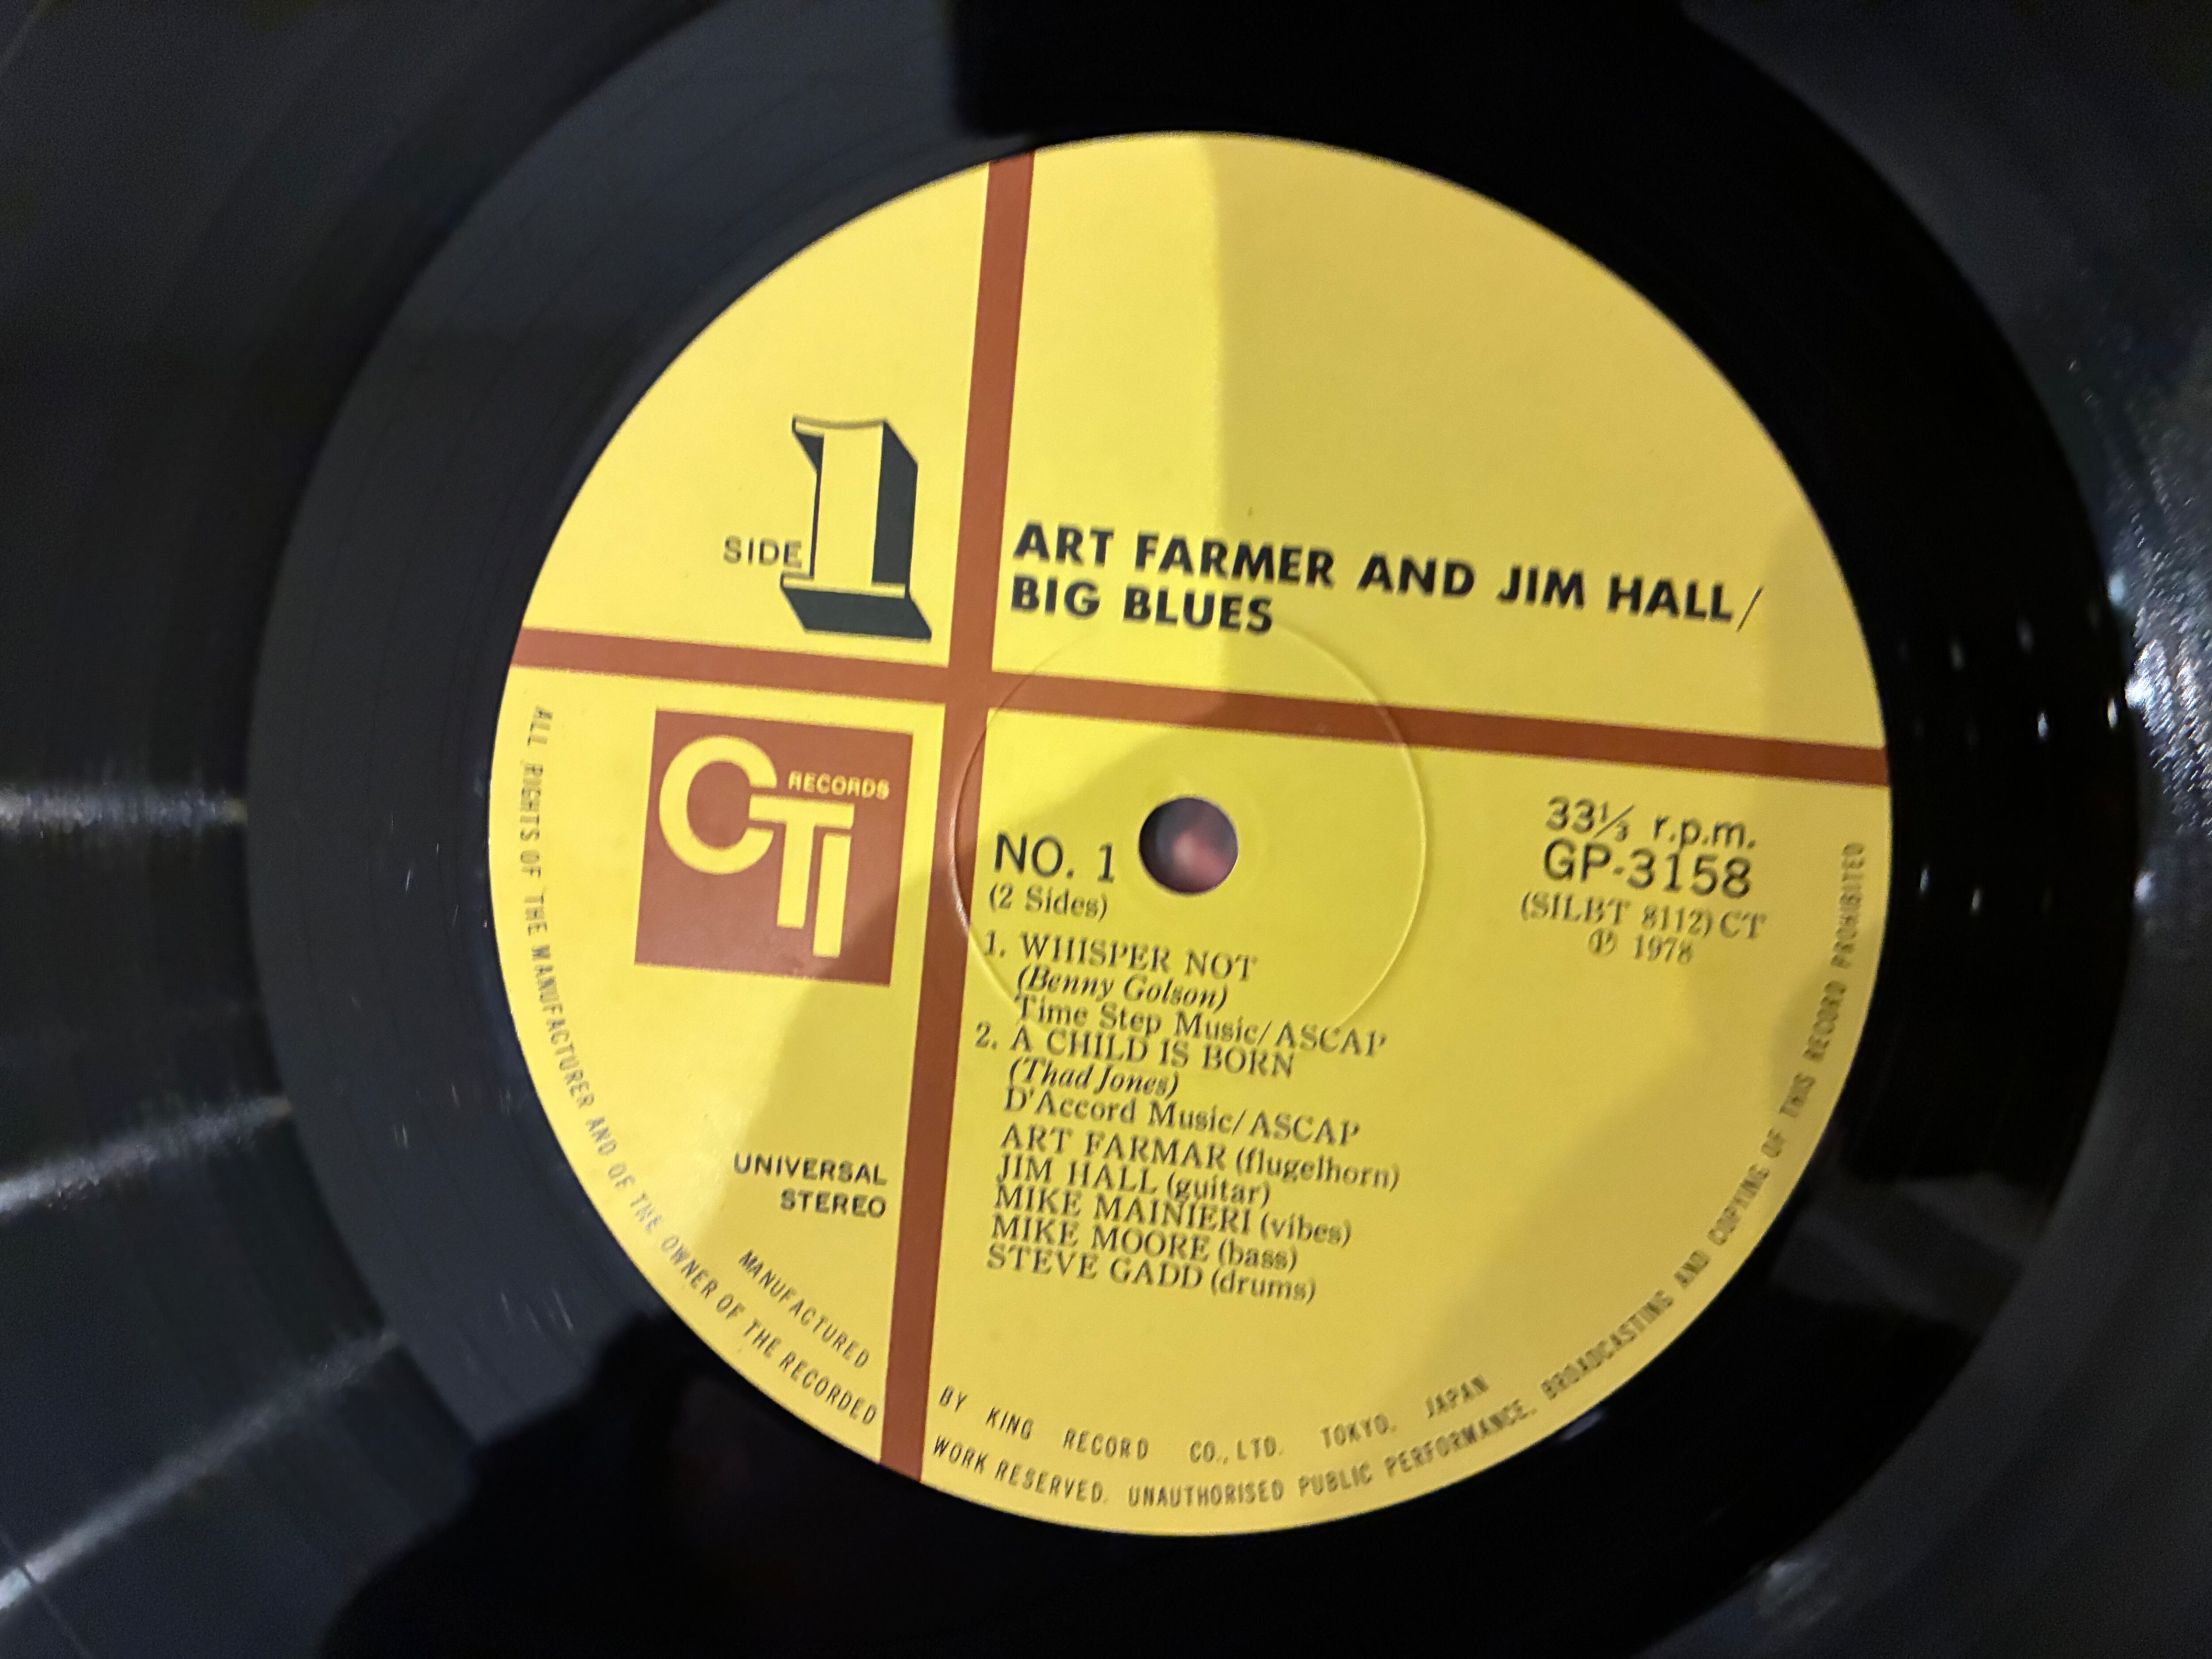 SIDE 1
ART FARMER AND JIM HALL/
BIG BLUES
CTI RECORDS
NO. 1
(2 Sides)
33⅓ r.p.m.
GP-3158
(SILBT 8112) CT
℗ 1978
1. WHISPER NOT
(Benny Golson)
Time Step Music/ASCAP
2. A CHILD IS BORN
(Thad Jones)
D'Accord Music/ASCAP
ART FARMAR (flugelhorn)
JIM HALL (guitar)
MIKE MAINIERI (vibes)
MIKE MOORE (bass)
STEVE GADD (drums)
UNIVERSAL
STEREO
MANUFACTURED BY KING RECORD CO., LTD. TOKYO, JAPAN
ALL RIGHTS OF THE MANUFACTURER AND OF THE OWNER OF THE RECORDED WORK RESERVED. UNAUTHORISED PUBLIC PERFORMANCE, BROADCASTING AND COPYING OF THIS RECORD PROHIBITED